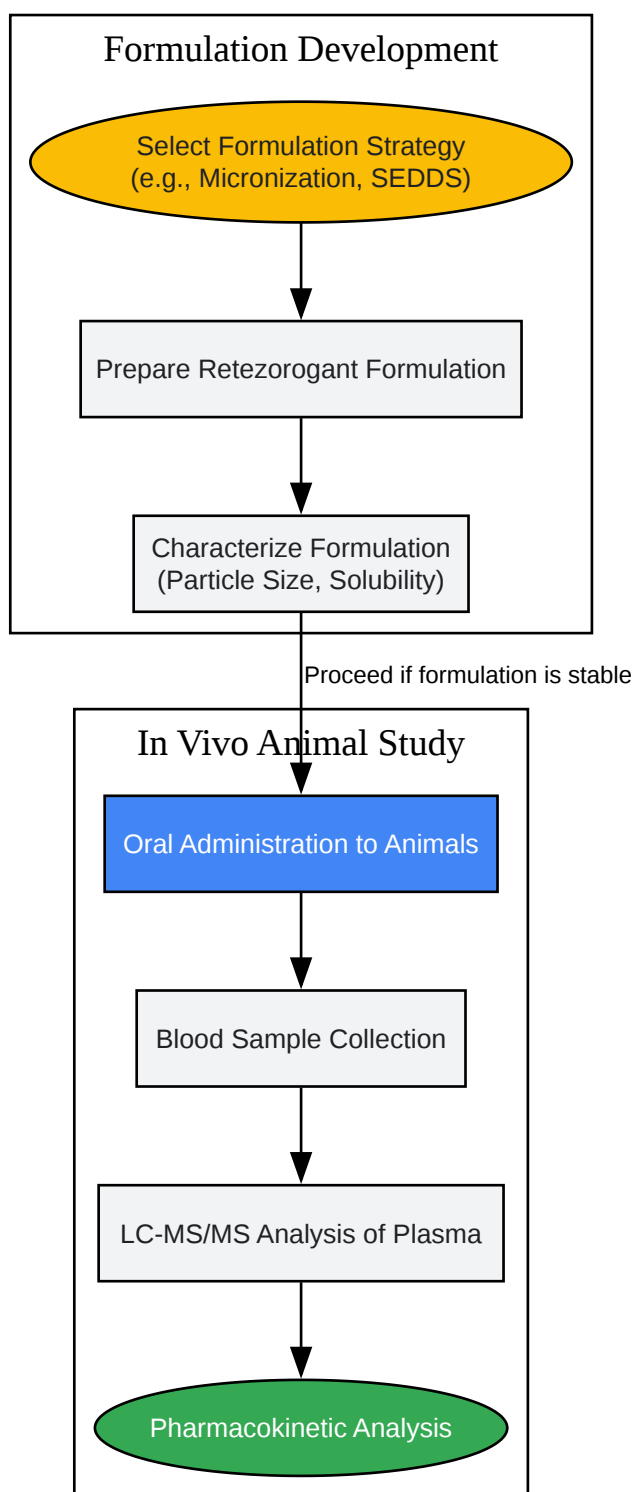 Formulation Development
Select Formulation Strategy
(e.g., Micronization, SEDDS)
Prepare Retezorogant Formulation
Characterize Formulation
(Particle Size, Solubility)
Proceed if formulation is stable
In Vivo Animal Study
Oral Administration to Animals
Blood Sample Collection
LC-MS/MS Analysis of Plasma
Pharmacokinetic Analysis